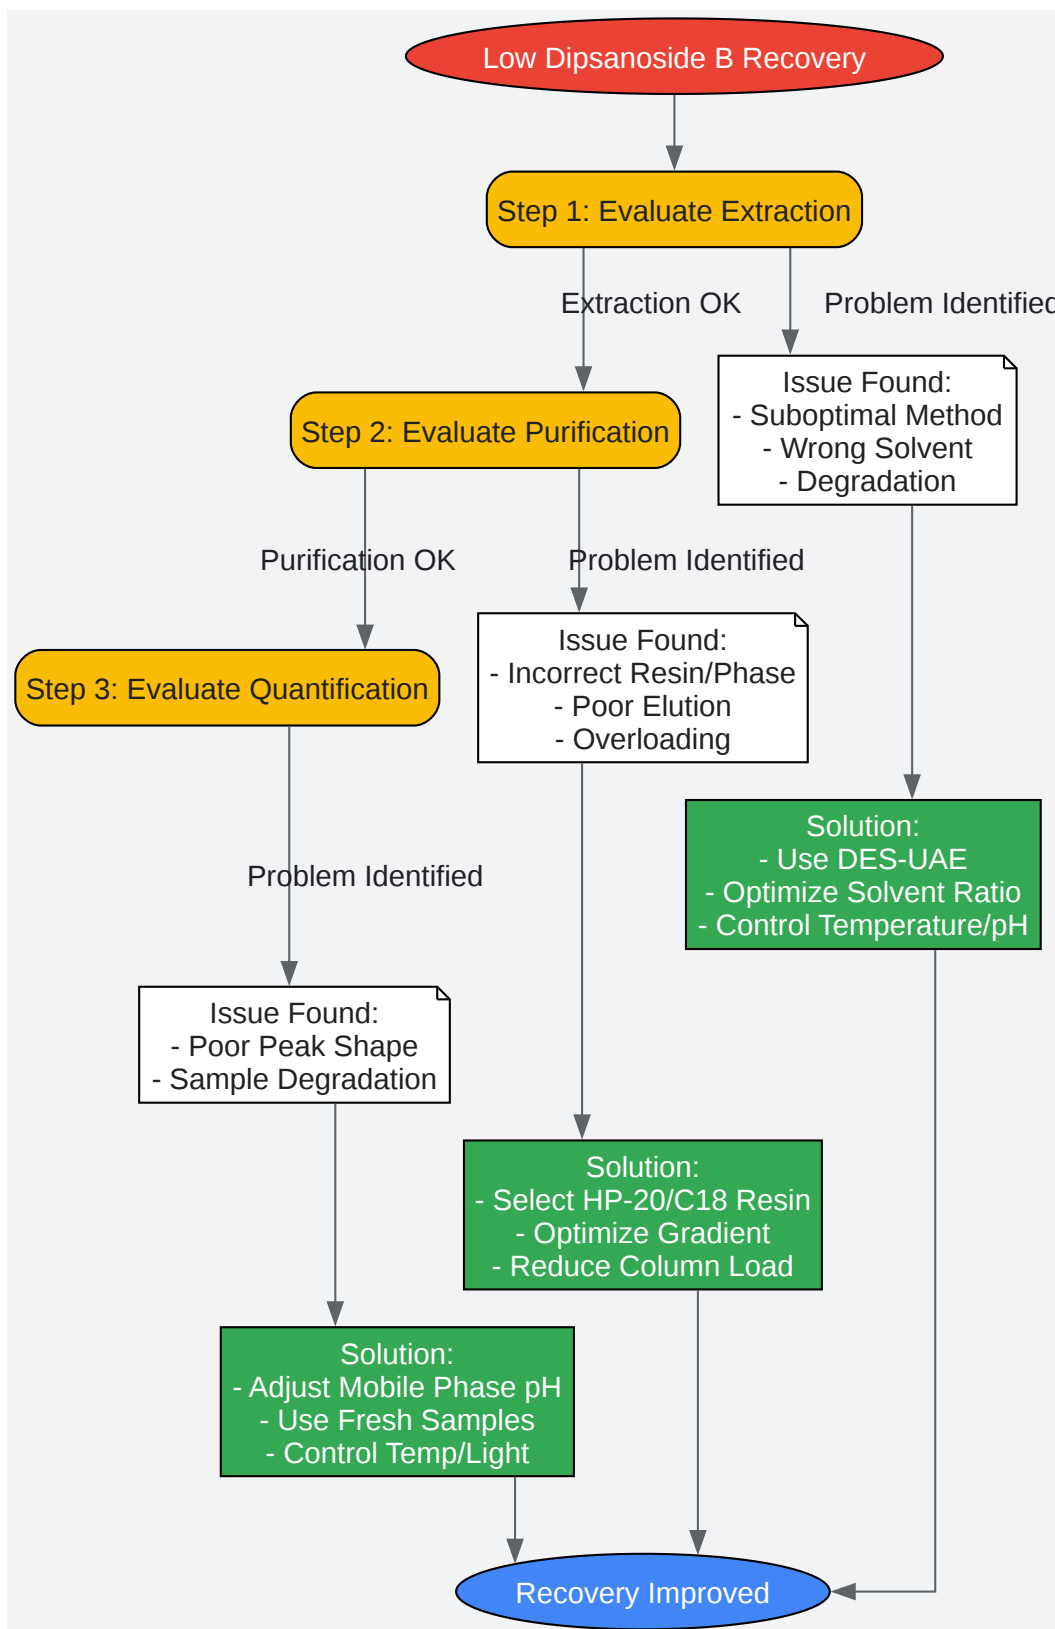 Low Dipsanoside B Recovery
Step 1: Evaluate Extraction
Extraction OK
Problem Identified
Issue Found:
- Suboptimal Method
- Wrong Solvent
- Degradation
Step 2: Evaluate Purification
Purification OK
Problem Identified
Issue Found:
- Incorrect Resin/Phase
- Poor Elution
- Overloading
Step 3: Evaluate Quantification
Solution:
- Use DES-UAE
- Optimize Solvent Ratio
- Control Temperature/pH
Problem Identified
Issue Found:
- Poor Peak Shape
- Sample Degradation
Solution:
- Select HP-20/C18 Resin
- Optimize Gradient
- Reduce Column Load
Solution:
- Adjust Mobile Phase pH
- Use Fresh Samples
- Control Temp/Light
Recovery Improved